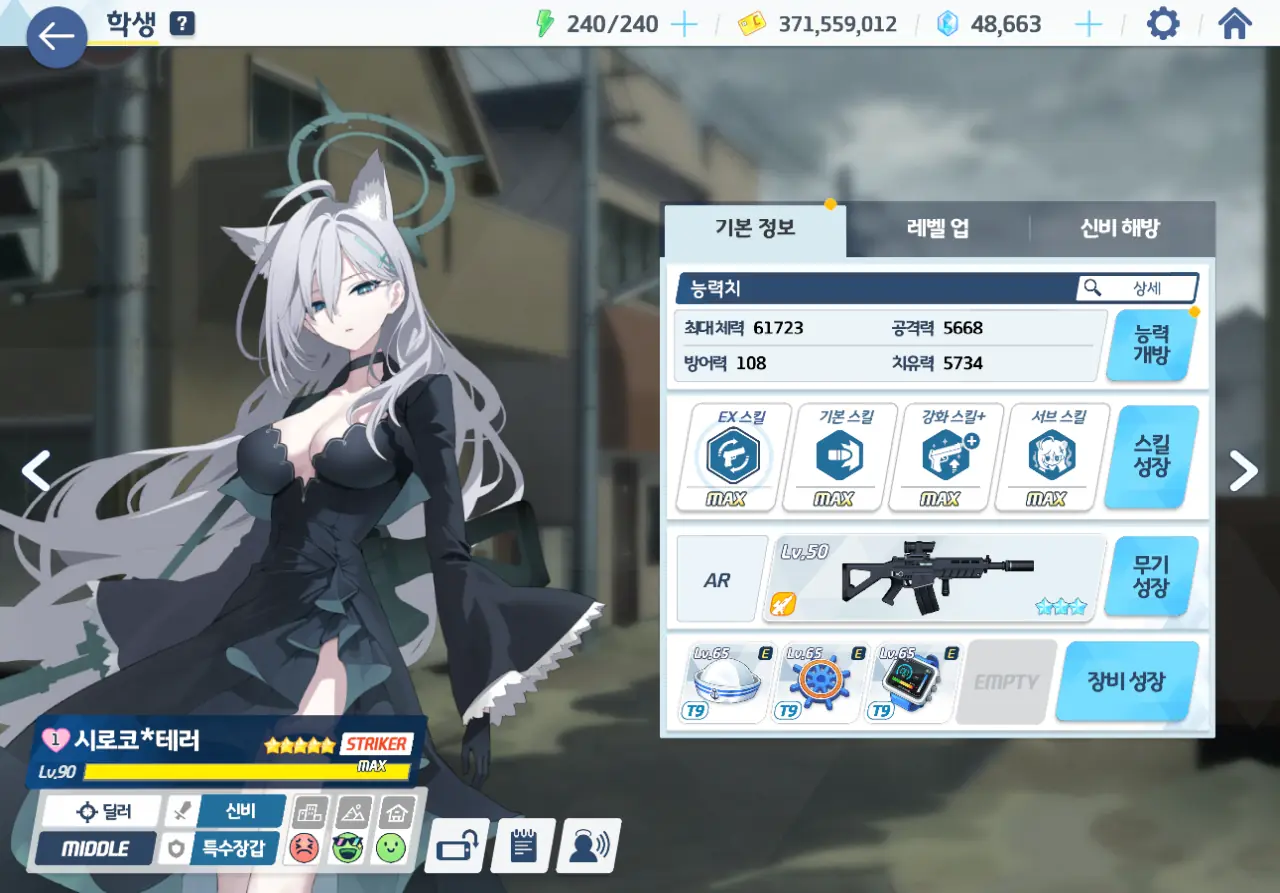 학생 ?
240/240
371,559,012
48,663
기본 정보
레벨 업
신비 해방
능력치
상세
최대 체력 61723
공격력 5668
방어력 108
치유력 5734
능력
개방
EX 스킬
기본 스킬
강화 스킬+
서브 스킬
MAX
MAX
MAX
MAX
스킬
성장
AR
Lv.50
무기
성장
Lv.65 E
Lv.65 E
Lv.65 E
T9
T9
T9
EMPTY
장비 성장
1 시로코*테러
STRIKER
Lv.90
MAX
딜러
신비
MIDDLE
특수장갑